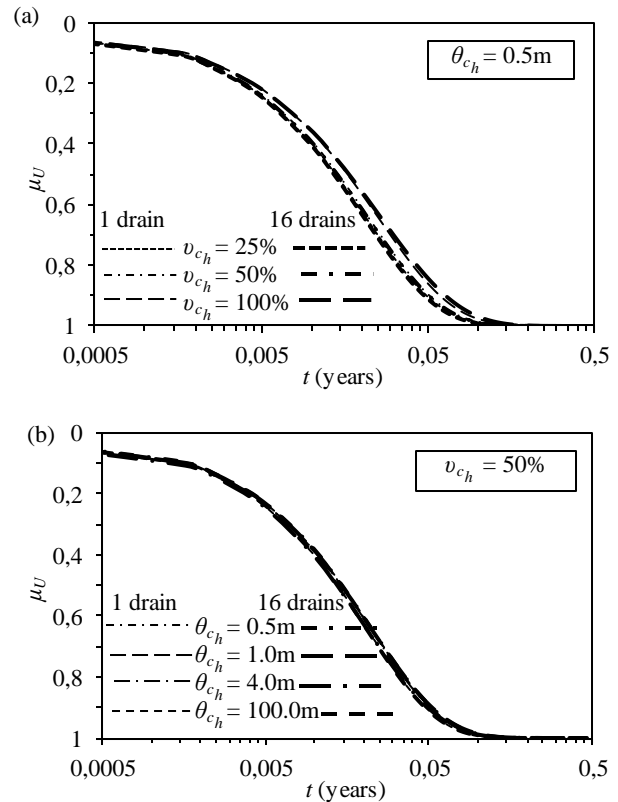 (a)
0
0,2
0,4
0,6
0,8
1
μ_U
θ_{c_h} = 0.5m
1 drain 16 drains
υ_{c_h} = 25%
υ_{c_h} = 50%
υ_{c_h} = 100%
0,0005 0,005 0,05 0,5
t (years)
(b)
0
0,2
0,4
0,6
0,8
1
μ_U
υ_{c_h} = 50%
1 drain 16 drains
θ_{c_h} = 0.5m
θ_{c_h} = 1.0m
θ_{c_h} = 4.0m
θ_{c_h} = 100.0m
0,0005 0,005 0,05 0,5
t (years)